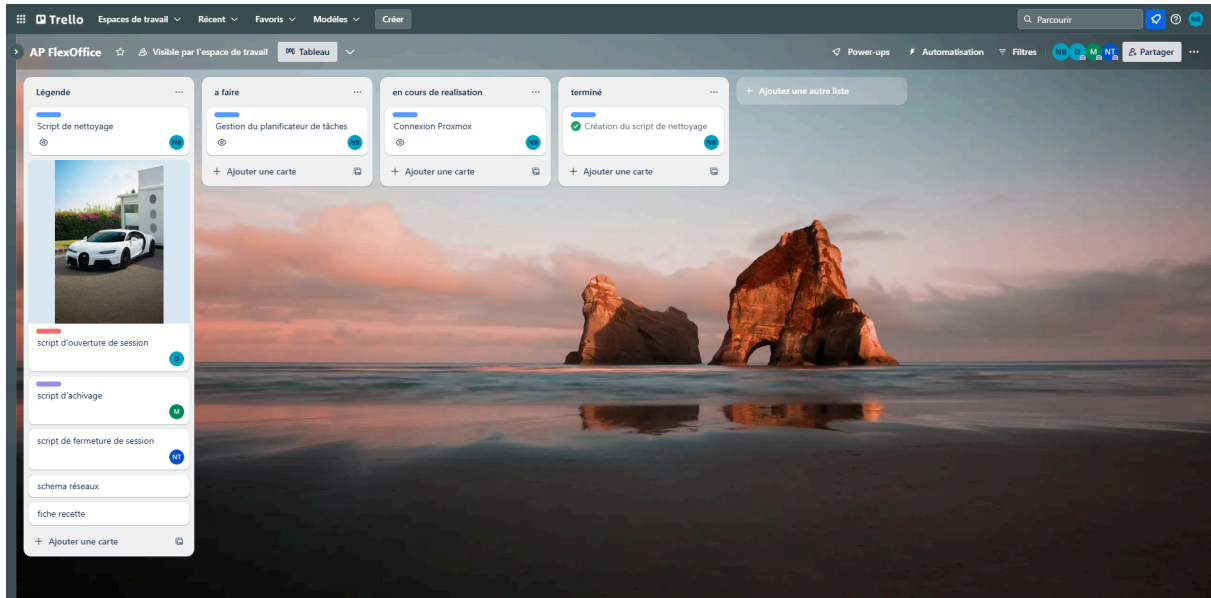 Trello Espaces de travail Récent Favoris Modèles Créer Parcourir NB
AP FlexOffice Visible par l'espace de travail Tableau Power-ups Automatisation Filtres NB D M NT Partager
Légende
Script de nettoyage
NB
script d'ouverture de session
D
script d'achivage
M
script de fermeture de session
NT
schema réseaux
fiche recette
+ Ajouter une carte
a faire
Gestion du planificateur de tâches
NB
+ Ajouter une carte
en cours de realisation
Connexion Proxmox
NB
+ Ajouter une carte
terminé
Création du script de nettoyage
NB
+ Ajouter une carte
+ Ajoutez une autre liste